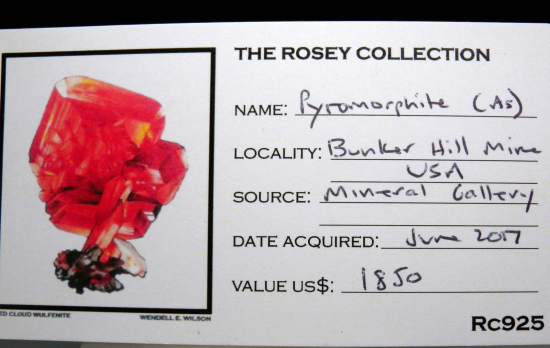 THE ROSEY COLLECTION
NAME: Pyromorphite (As)
LOCALITY: Bunker Hill Mine
USA
SOURCE: Mineral Gallery
DATE ACQUIRED: June 2017
VALUE US$: 1850
ED CLOUD WULFENITE
WENDELL E. WILSON
RC925